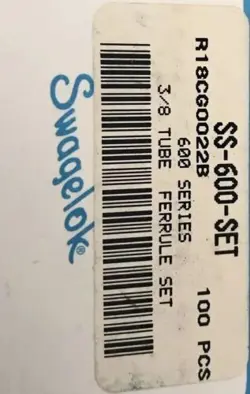 SS-600-SET
R18CG0022B 100 PCS
600 SERIES
3/8 TUBE FERRULE SET
Swagelok®